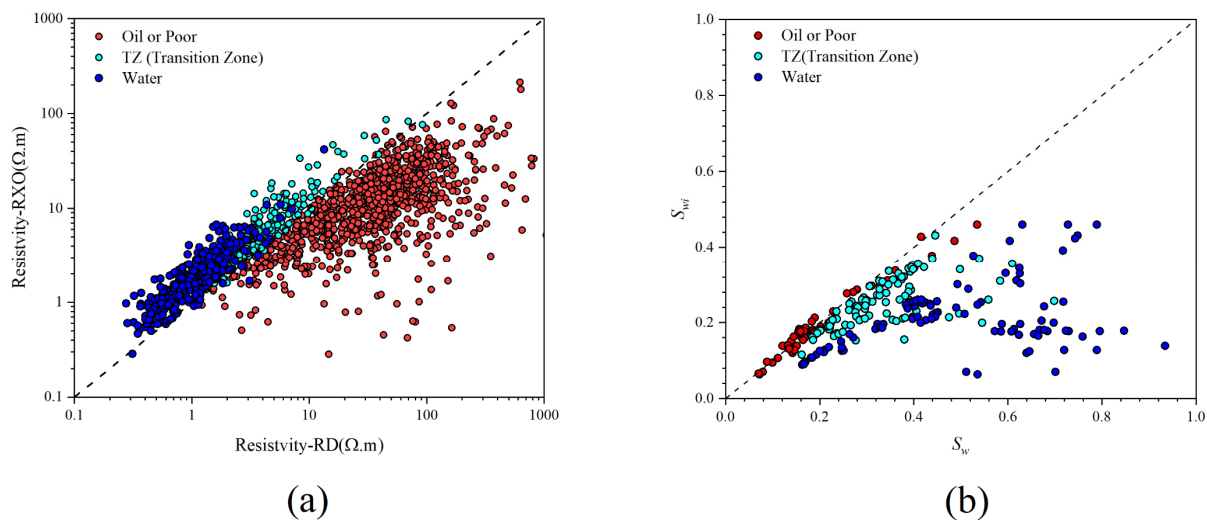 1000
100
10
1
0.1
Resistvity-RXO(Ω.m)
Oil or Poor
TZ (Transition Zone)
Water
0.1
1
10
100
1000
Resistvity-RD(Ω.m)
(a)
1.0
0.8
0.6
0.4
0.2
0.0
Swi
Oil or Poor
TZ(Transition Zone)
Water
0.0
0.2
0.4
0.6
0.8
1.0
Sw
(b)